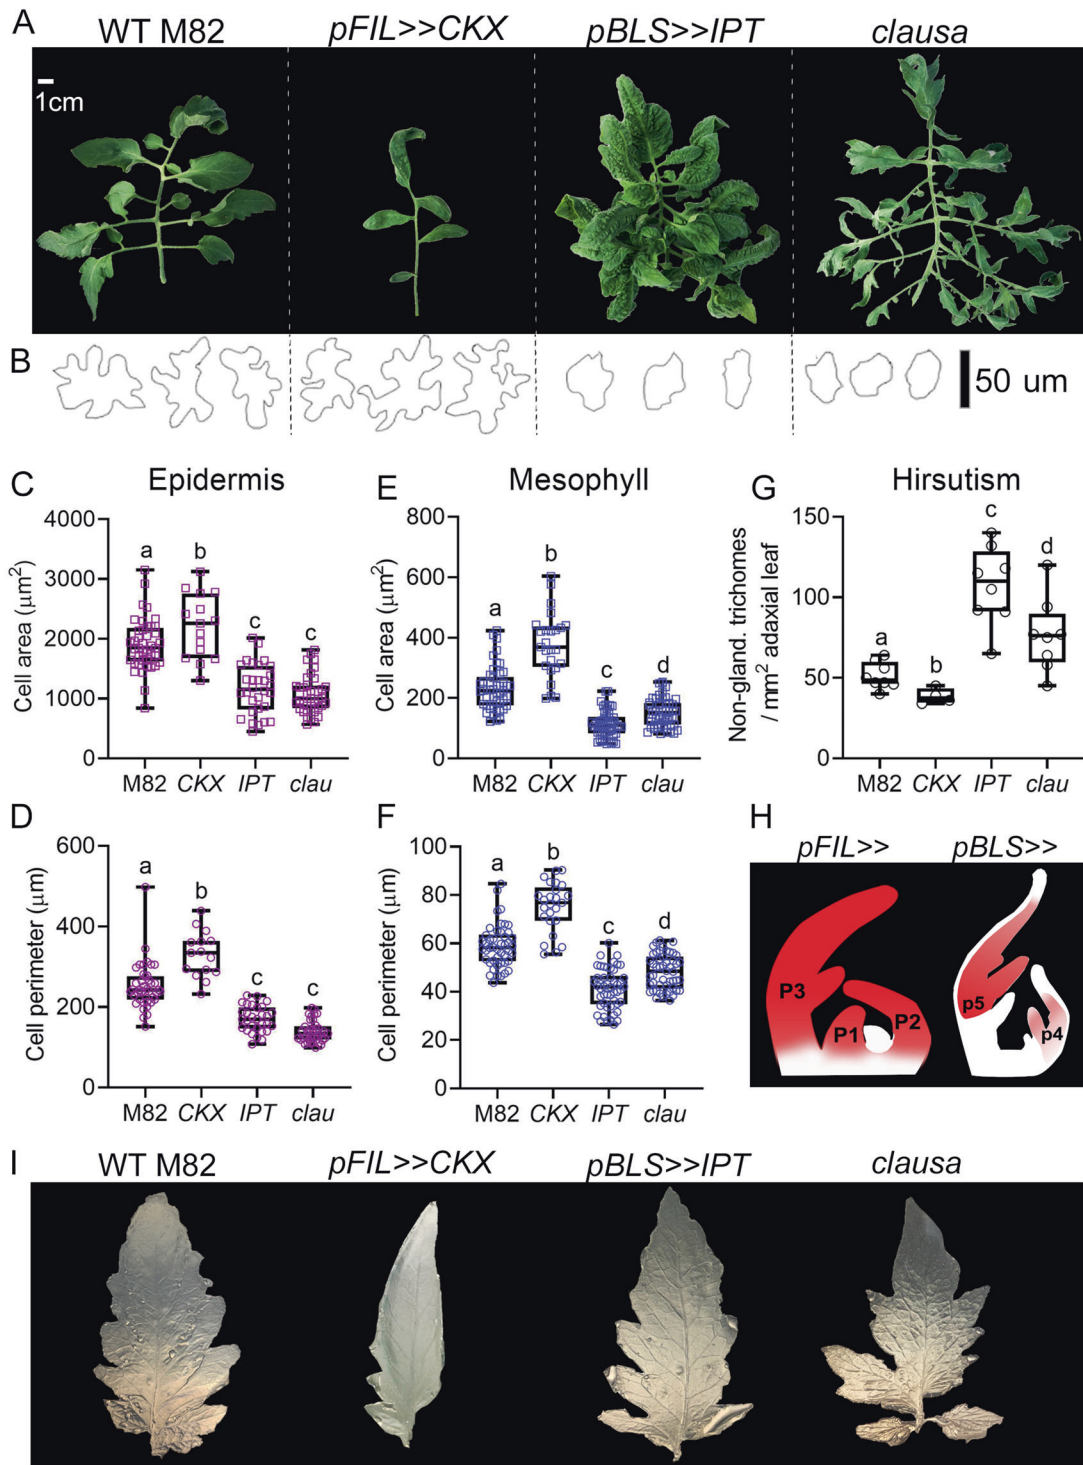 A
WT M82 pFIL>>CKX pBLS>>IPT clausa
1cm
B
50 um
C Epidermis
Cell area (μm²)
4000
3000
2000
1000
0
a b c c
M82 CKX IPT clau
E Mesophyll
Cell area (μm²)
800
600
400
200
0
a b c d
M82 CKX IPT clau
G Hirsutism
Non-gland. trichomes
/ mm² adaxial leaf
150
100
50
0
a b c d
M82 CKX IPT clau
D
Cell perimeter (μm)
600
400
200
0
a b c c
M82 CKX IPT clau
F
Cell perimeter (μm)
100
80
60
40
20
0
a b c d
M82 CKX IPT clau
H
pFIL>> pBLS>>
P3 P1 P2 p5 p4
I
WT M82 pFIL>>CKX pBLS>>IPT clausa